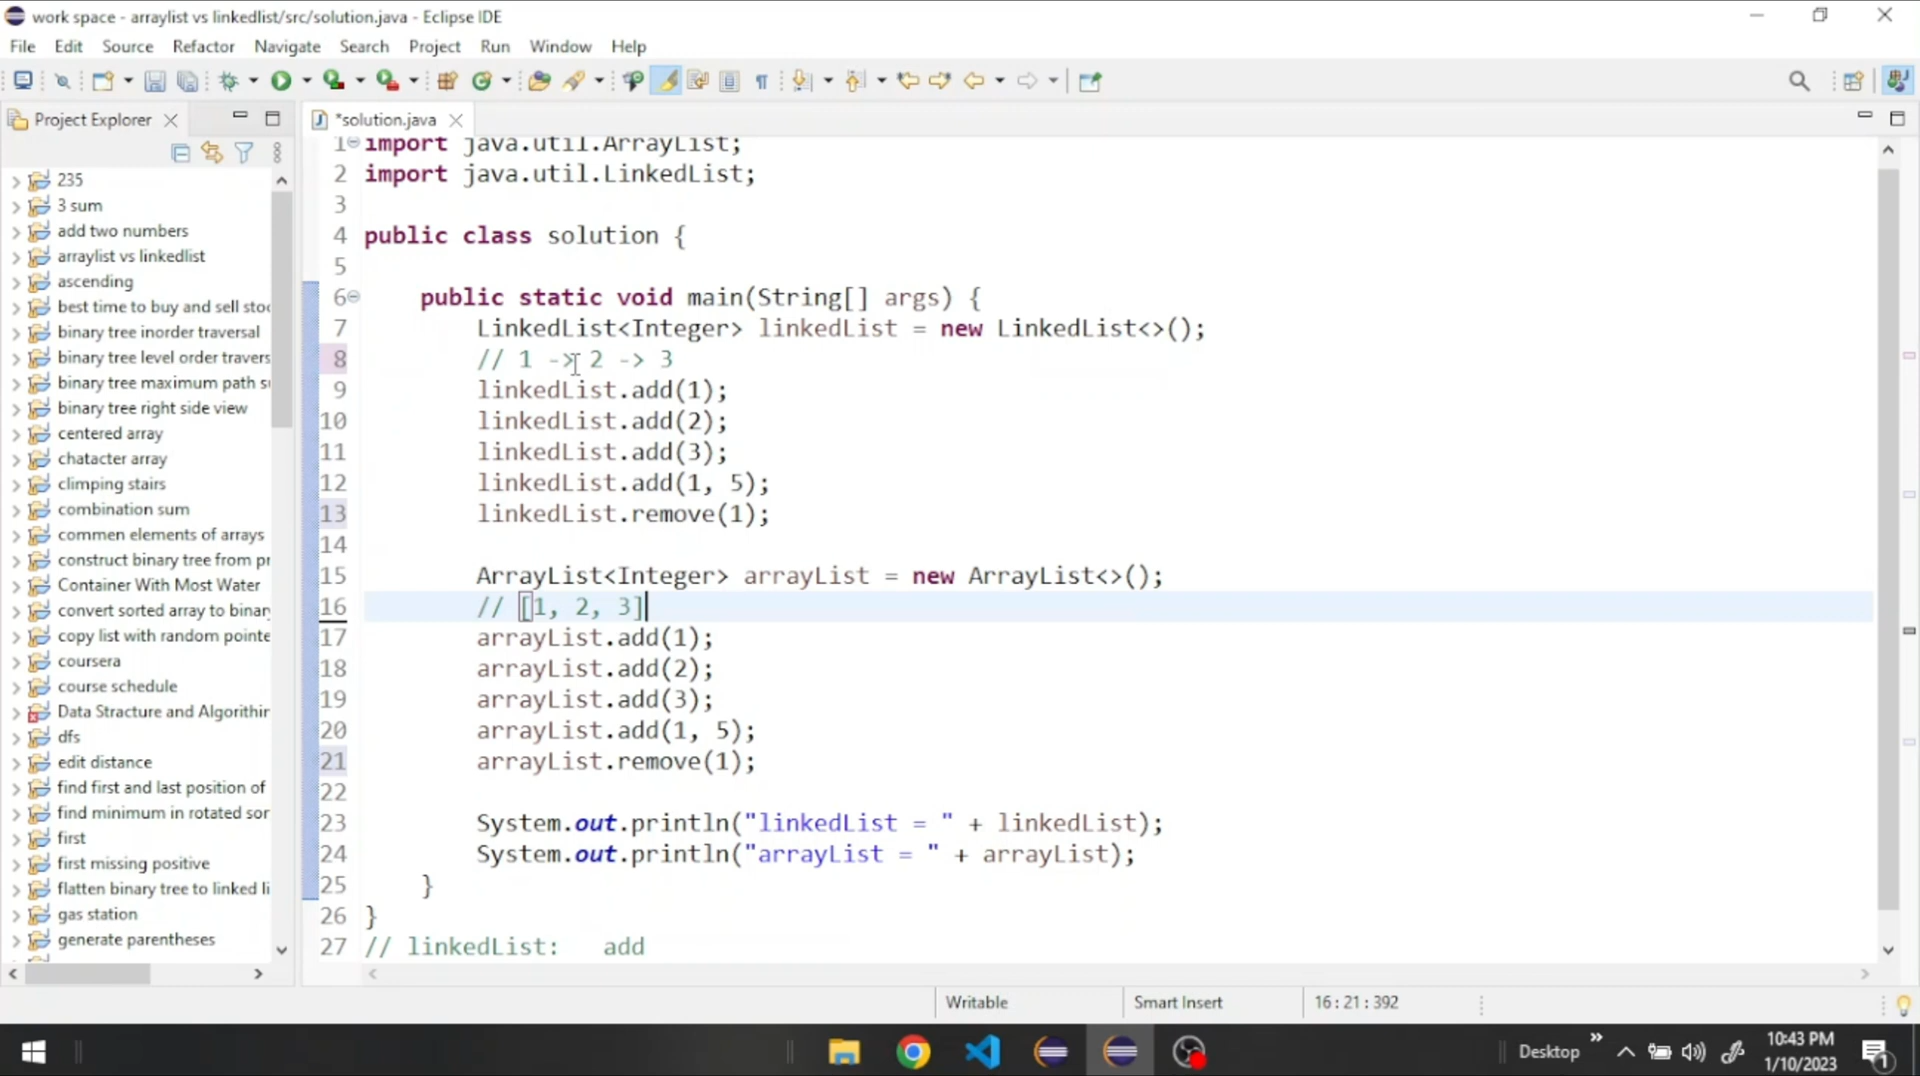 work space - arraylist vs linkedlist/src/solution.java - Eclipse IDE
File Edit Source Refactor Navigate Search Project Run Window Help
Project Explorer
*solution.java
235
3 sum
add two numbers
arraylist vs linkedlist
ascending
best time to buy and sell stoc
binary tree inorder traversal
binary tree level order travers
binary tree maximum path su
binary tree right side view
centered array
chatacter array
climping stairs
combination sum
commen elements of arrays
construct binary tree from pr
Container With Most Water
convert sorted array to binary
copy list with random pointe
coursera
course schedule
Data Stracture and Algorithm
dfs
edit distance
find first and last position of
find minimum in rotated sor
first
first missing positive
flatten binary tree to linked li
gas station
generate parentheses
1 import java.util.ArrayList;
2 import java.util.LinkedList;
3
4 public class solution {
5
6 public static void main(String[] args) {
7 LinkedList<Integer> linkedList = new LinkedList<>();
8 // 1 -> 2 -> 3
9 linkedList.add(1);
10 linkedList.add(2);
11 linkedList.add(3);
12 linkedList.add(1, 5);
13 linkedList.remove(1);
14
15 ArrayList<Integer> arrayList = new ArrayList<>();
16 // [1, 2, 3]
17 arrayList.add(1);
18 arrayList.add(2);
19 arrayList.add(3);
20 arrayList.add(1, 5);
21 arrayList.remove(1);
22
23 System.out.println("linkedList = " + linkedList);
24 System.out.println("arrayList = " + arrayList);
25 }
26 }
27 // linkedList: add
Writable Smart Insert 16 : 21 : 392
Desktop
10:43 PM
1/10/2023
1